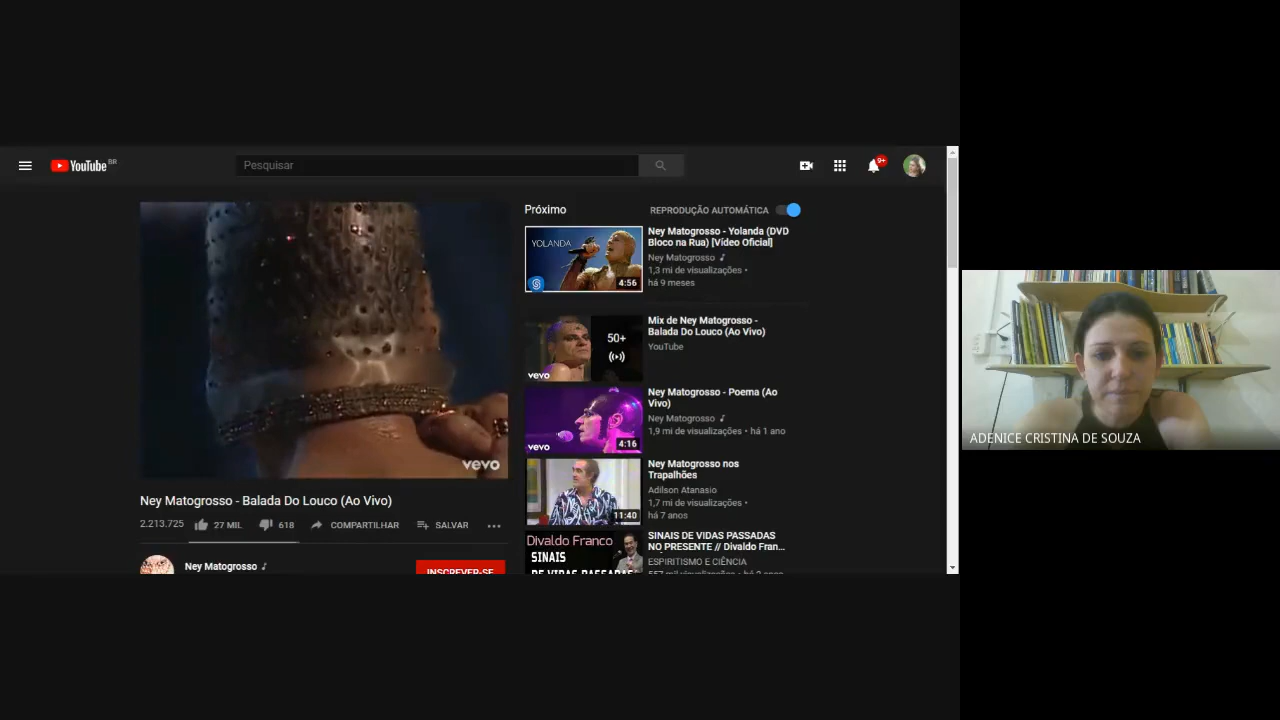 YouTube BR
Pesquisar
9+
vevo
Ney Matogrosso - Balada Do Louco (Ao Vivo)
2.213.725
27 MIL
618
COMPARTILHAR
SALVAR
Ney Matogrosso
INSCREVER-SE
Próximo
REPRODUÇÃO AUTOMÁTICA
YOLANDA
4:56
Ney Matogrosso - Yolanda (DVD
Bloco na Rua) [Vídeo Oficial]
Ney Matogrosso
1,3 mi de visualizações •
há 9 meses
50+
vevo
Mix de Ney Matogrosso -
Balada Do Louco (Ao Vivo)
YouTube
vevo
4:16
Ney Matogrosso - Poema (Ao
Vivo)
Ney Matogrosso
1,9 mi de visualizações • há 1 ano
11:40
Ney Matogrosso nos
Trapalhões
Adilson Atanasio
1,7 mi de visualizações •
há 7 anos
Divaldo Franco
SINAIS
DE VIDAS PASSADAS
SINAIS DE VIDAS PASSADAS
NO PRESENTE // Divaldo Fran...
ESPIRITISMO E CIÊNCIA
ADENICE CRISTINA DE SOUZA